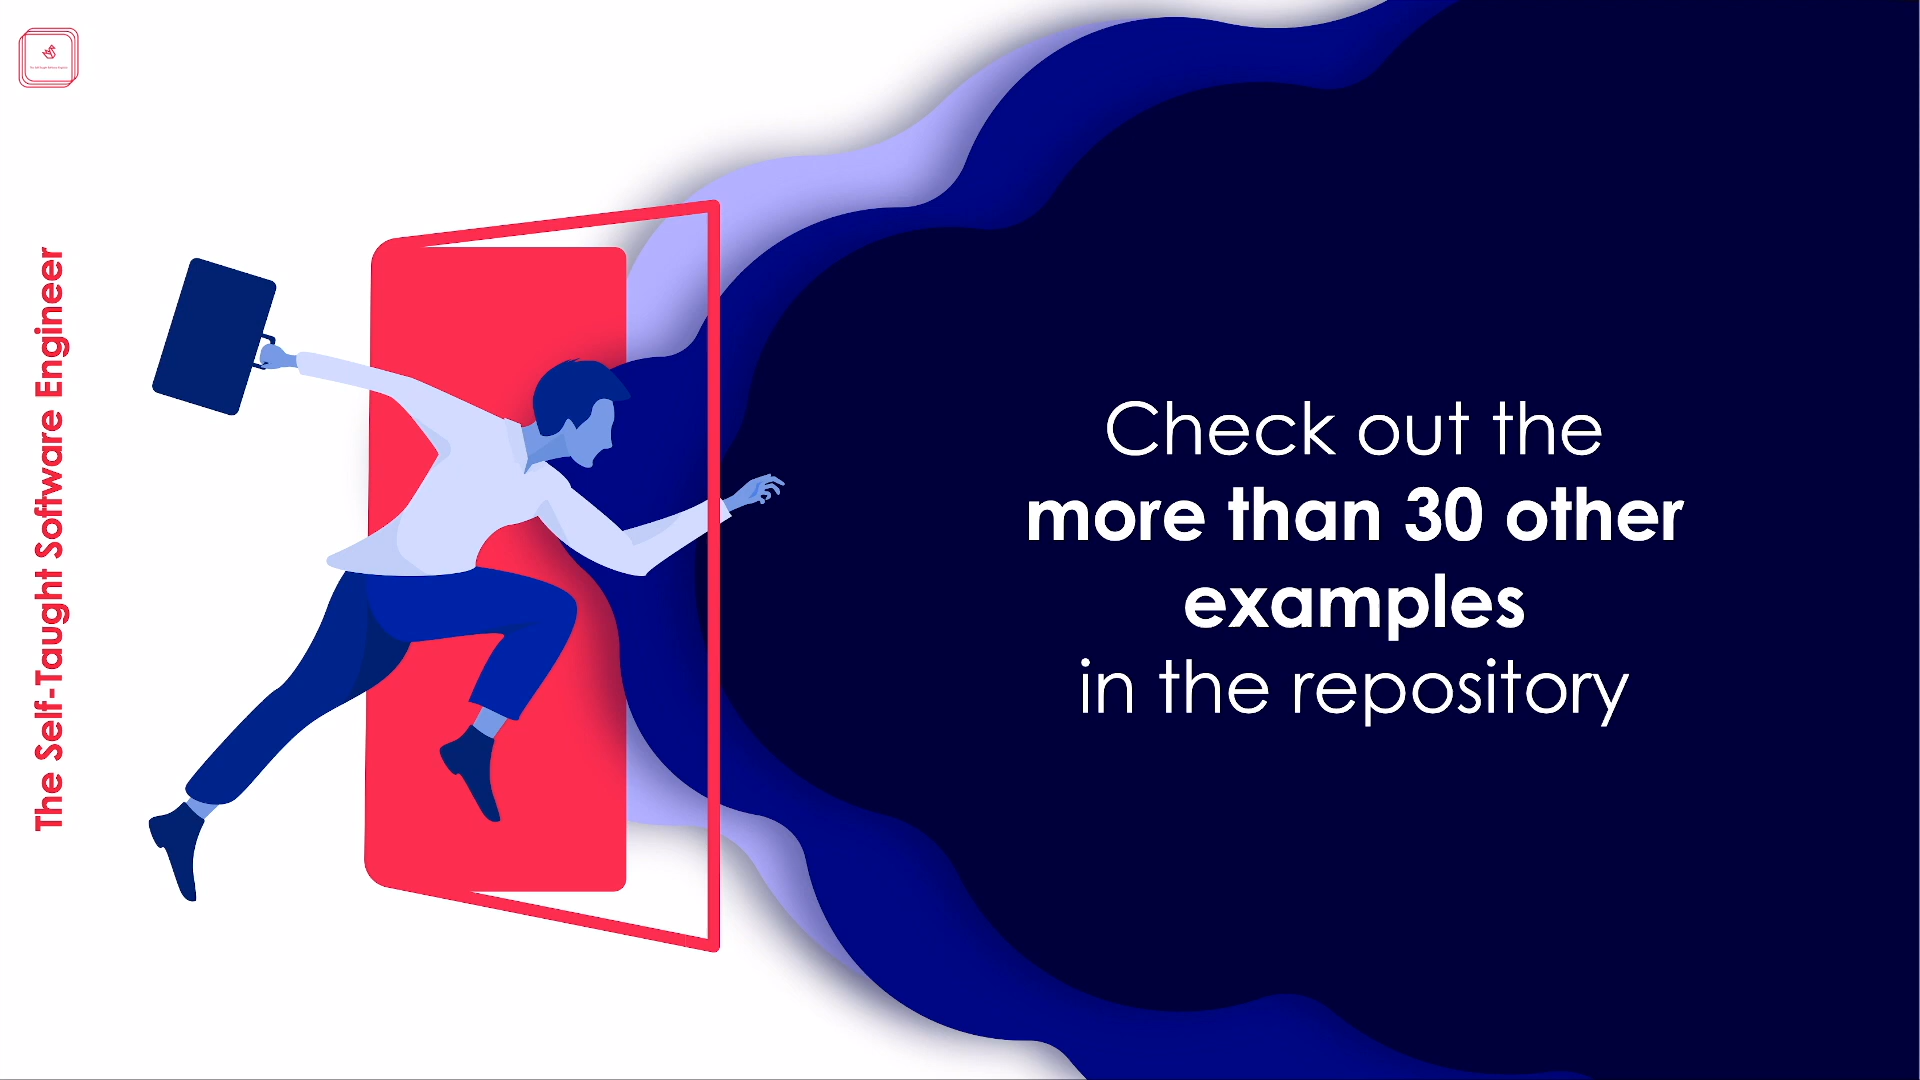 The Self-Taught Software Engineer
Check out the
more than 30 other
examples
in the repository